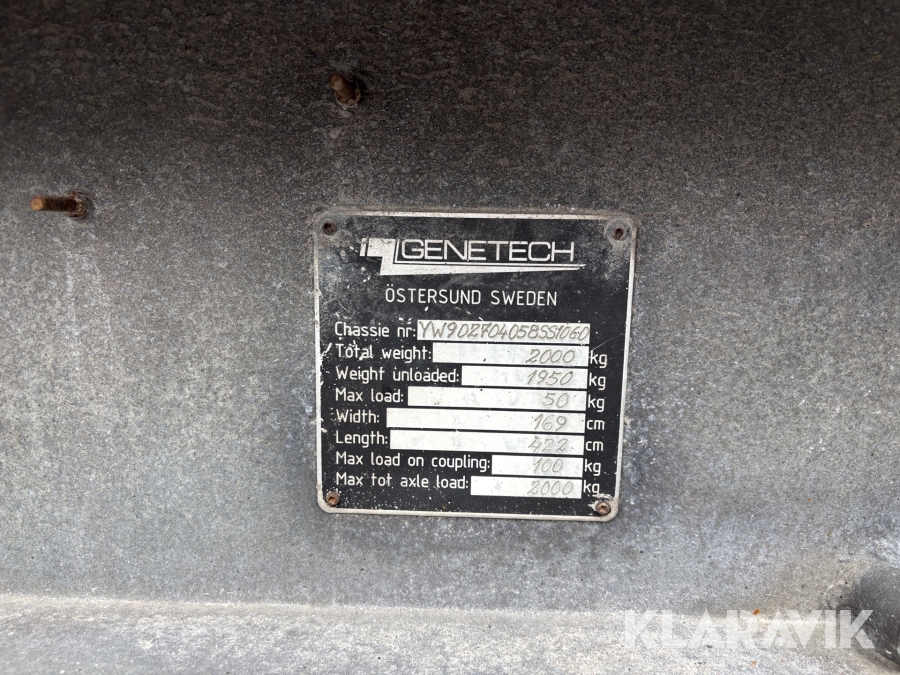 GENETECH
ÖSTERSUND SWEDEN
Chassie nr: YW9D2704058SS1060
Total weight: 2000 kg
Weight unloaded: 1950 kg
Max load: 50 kg
Width: 169 cm
Length: 422 cm
Max load on coupling: 100 kg
Max tot axle load: 2000 kg
KLARAVIK